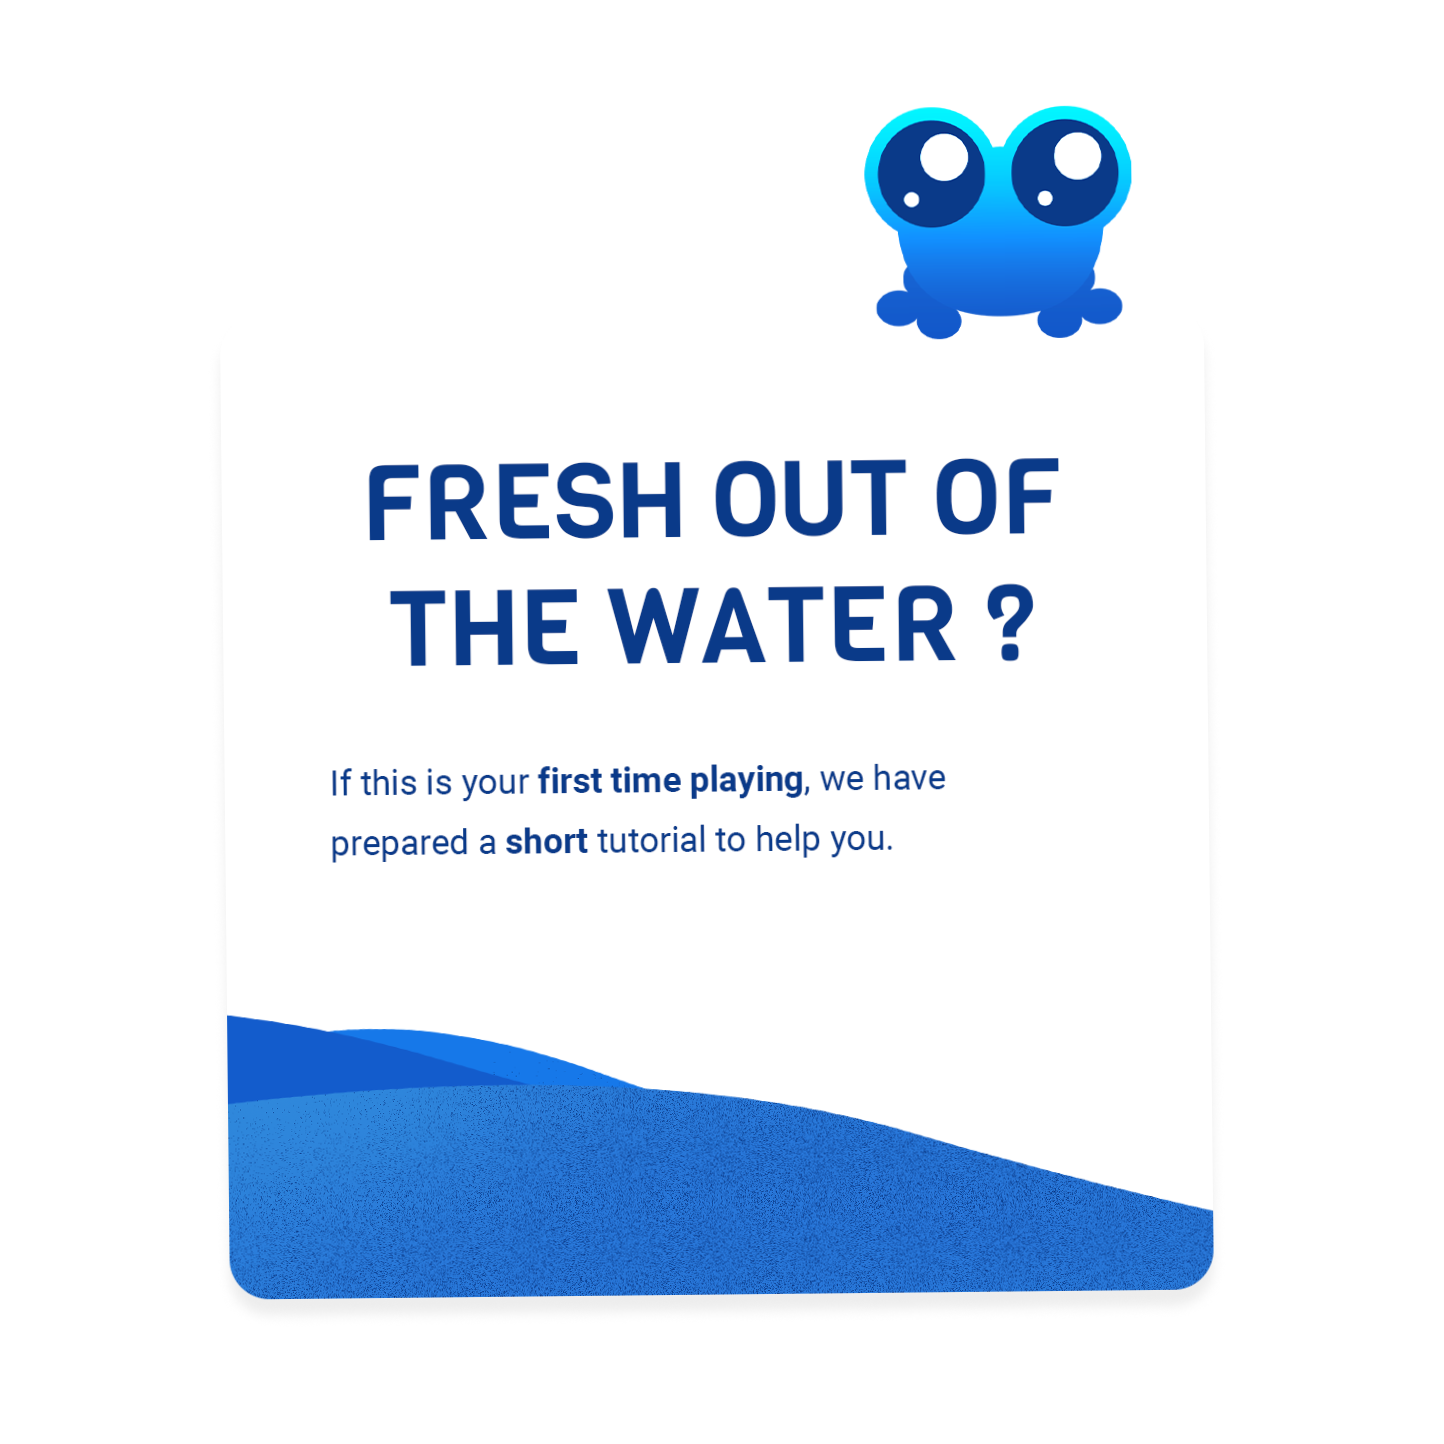 FRESH OUT OF
THE WATER ?
If this is your first time playing, we have
prepared a short tutorial to help you.